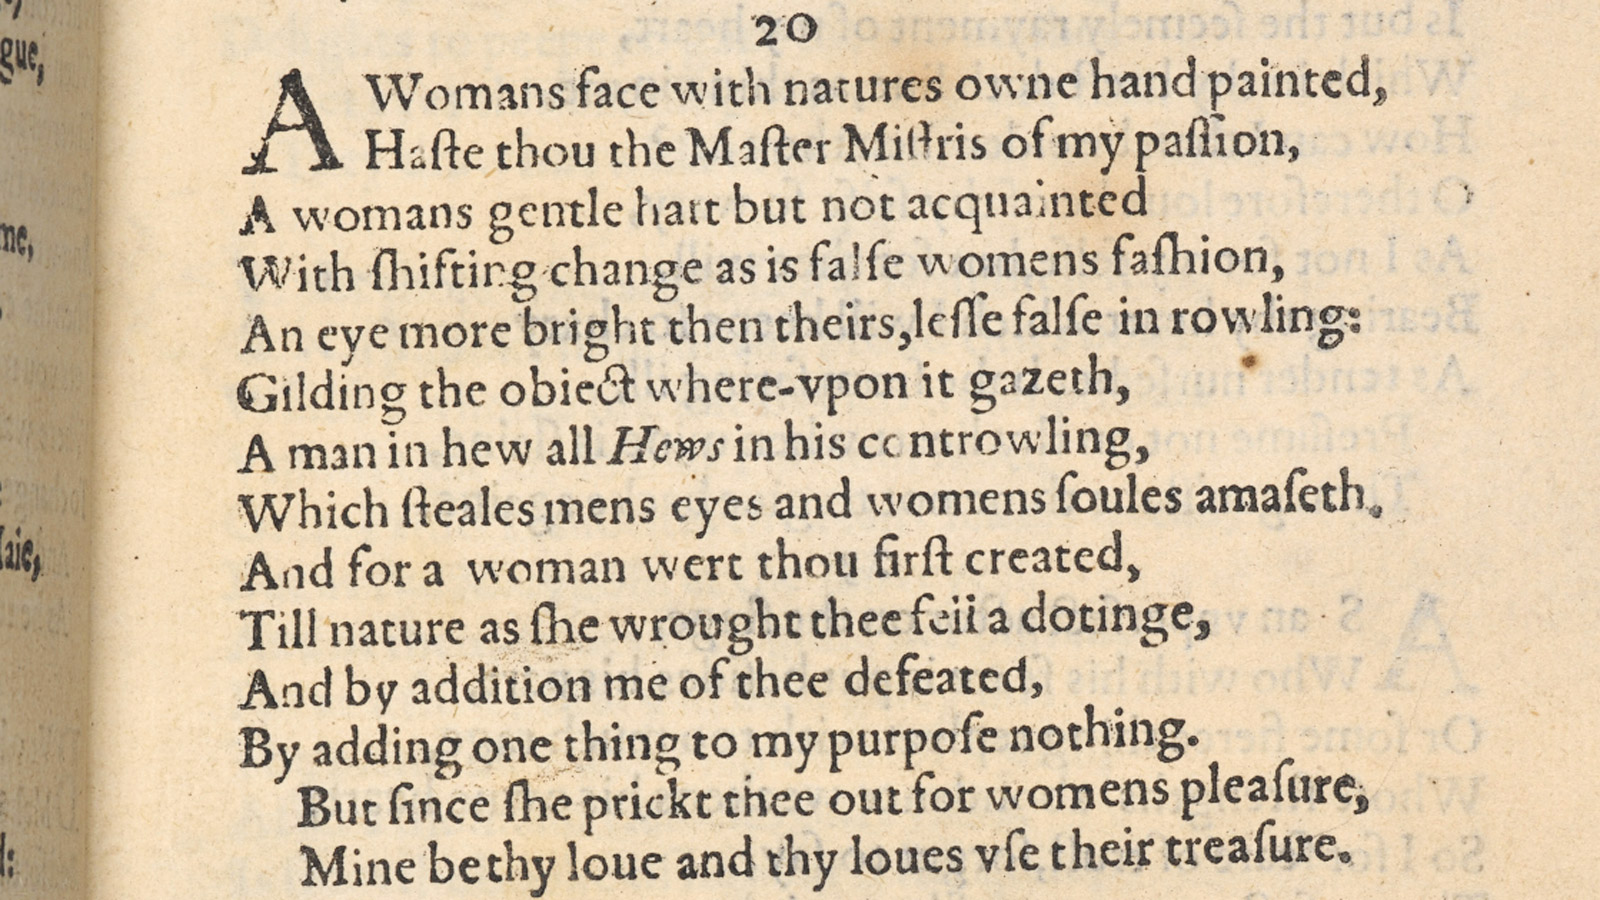 gue,
me,
laie,
d:
20
A Womans face with natures owne hand painted,
Haſte thou the Maſter Miſtris of my paſſion,
A womans gentle hart but not acquainted
With ſhifting change as is falſe womens faſhion,
An eye more bright then theirs,leſſe falſe in rowling:
Gilding the obiect where-vpon it gazeth,
A man in hew all Hews in his controwling,
Which ſteales mens eyes and womens ſoules amaſeth.
And for a woman wert thou firſt created,
Till nature as ſhe wrought thee fell a dotinge,
And by addition me of thee defeated,
By adding one thing to my purpoſe nothing.
But ſince ſhe prickt thee out for womens pleaſure,
Mine be thy loue and thy loues vſe their treaſure.